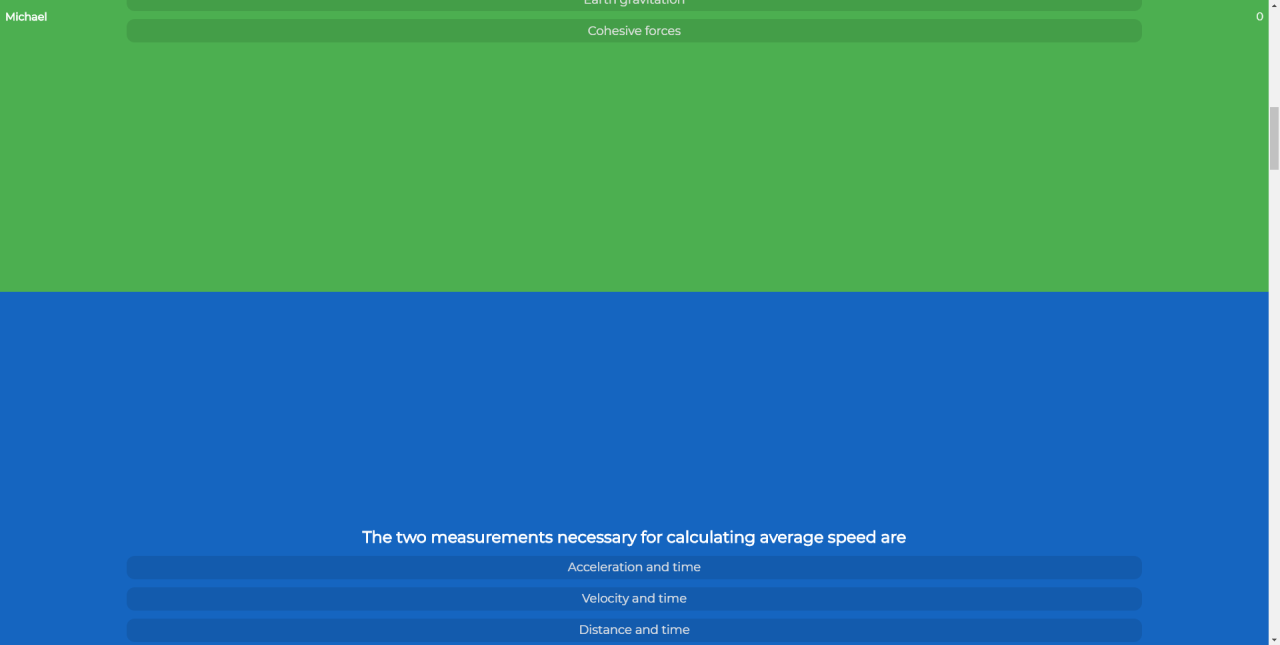 Earth gravitation
Michael
0
Cohesive forces
The two measurements necessary for calculating average speed are
Acceleration and time
Velocity and time
Distance and time